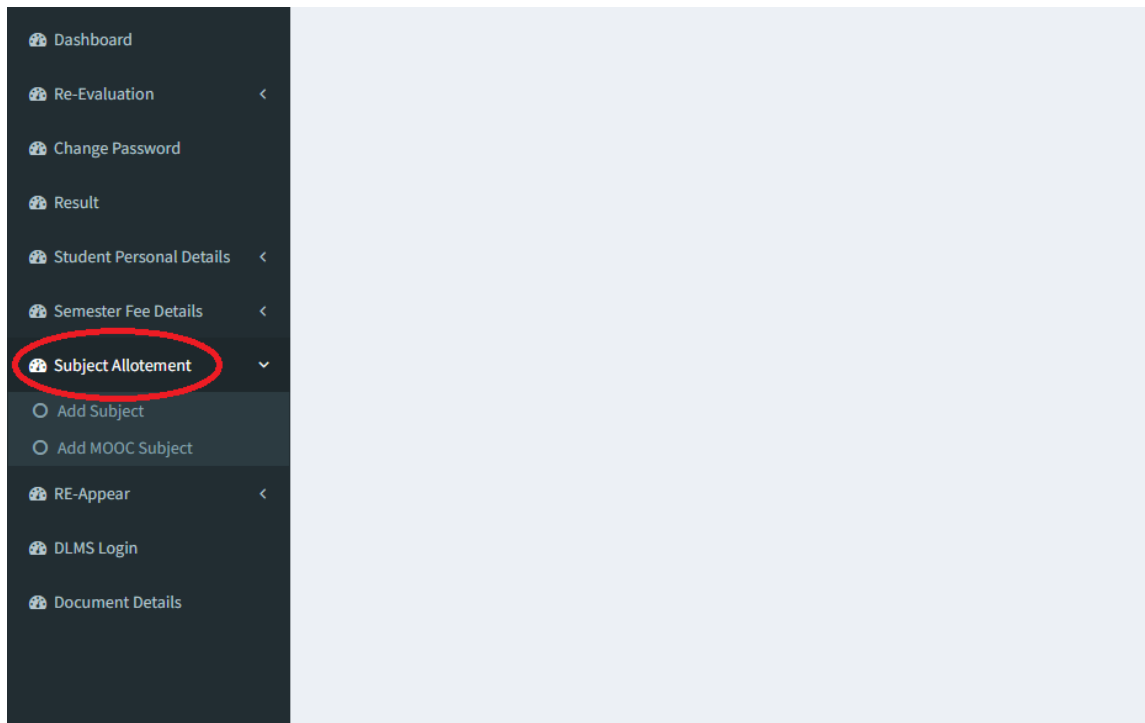 Dashboard
Re-Evaluation
Change Password
Result
Student Personal Details
Semester Fee Details
Subject Allotement
Add Subject
Add MOOC Subject
RE-Appear
DLMS Login
Document Details